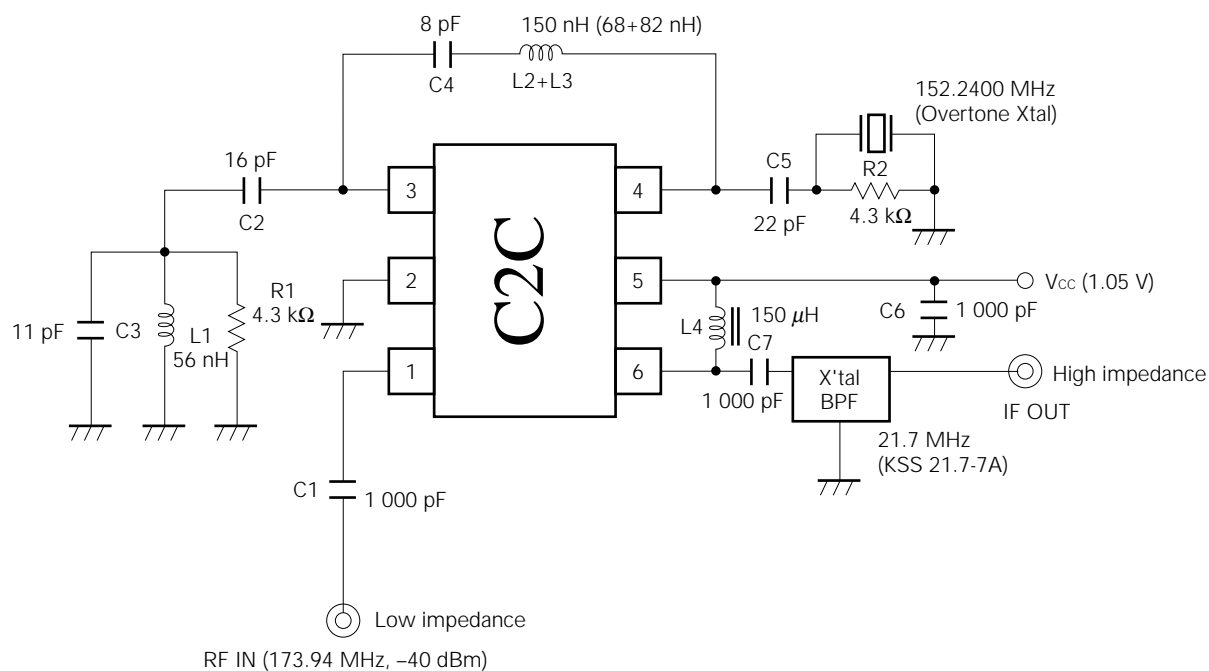 8 pF
150 nH (68+82 nH)
C4
L2+L3
152.2400 MHz
(Overtone Xtal)
16 pF
C2
3
4
C5
22 pF
R2
4.3 kΩ
C2C
2
5
Vcc (1.05 V)
11 pF
C3
L1
56 nH
R1
4.3 kΩ
L4
150 μH
C6
1 000 pF
1
6
C7
1 000 pF
X'tal
BPF
High impedance
IF OUT
21.7 MHz
(KSS 21.7-7A)
C1
1 000 pF
Low impedance
RF IN (173.94 MHz, –40 dBm)